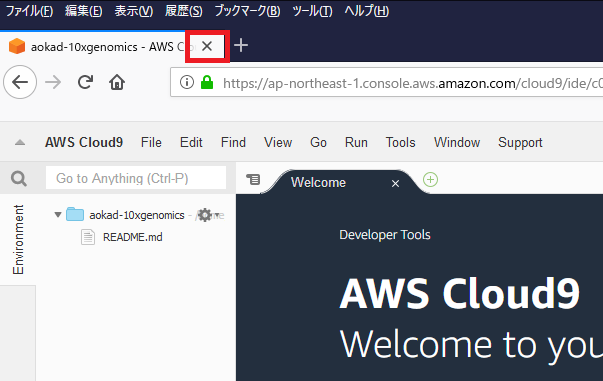 ファイル(F) 編集(E) 表示(V) 履歴(S) ブックマーク(B) ツール(T) ヘルプ(H)
aokad-10xgenomics - AWS C
https://ap-northeast-1.console.aws.amazon.com/cloud9/ide/c
AWS Cloud9 File Edit Find View Go Run Tools Window Support
Go to Anything (Ctrl-P)
Welcome
Environment
aokad-10xgenomics - /
README.md
Developer Tools
AWS Cloud9
Welcome to you